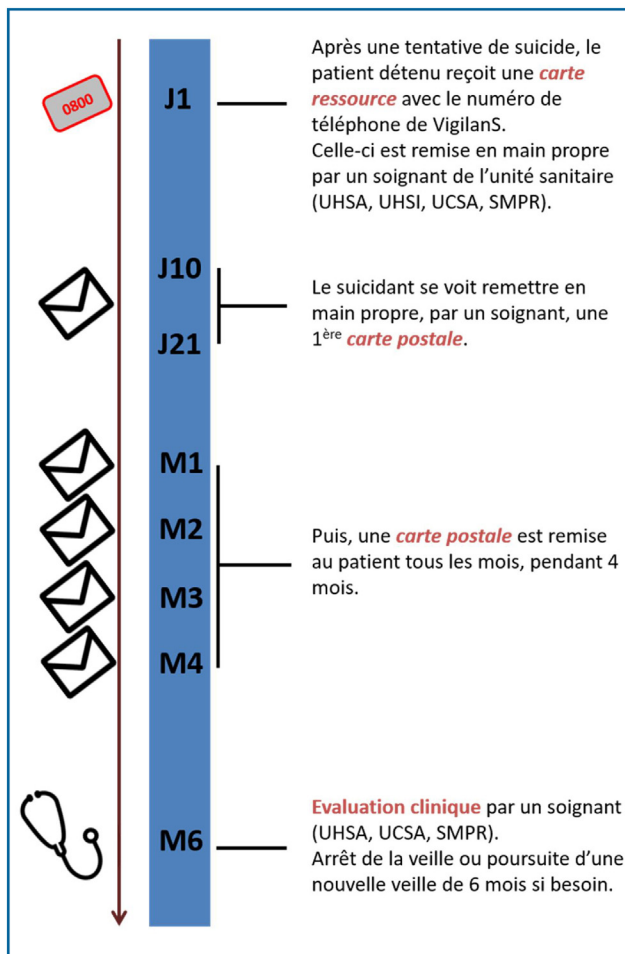 0800
J1
Après une tentative de suicide, le
patient détenu reçoit une carte
ressource avec le numéro de
téléphone de VigilanS.
Celle-ci est remise en main propre
par un soignant de l’unité sanitaire
(UHSA, UHSI, UCSA, SMPR).
J10
J21
Le suicidant se voit remettre en
main propre, par un soignant, une
1ère carte postale.
M1
M2
M3
M4
Puis, une carte postale est remise
au patient tous les mois, pendant 4
mois.
M6
Evaluation clinique par un soignant
(UHSA, UCSA, SMPR).
Arrêt de la veille ou poursuite d’une
nouvelle veille de 6 mois si besoin.